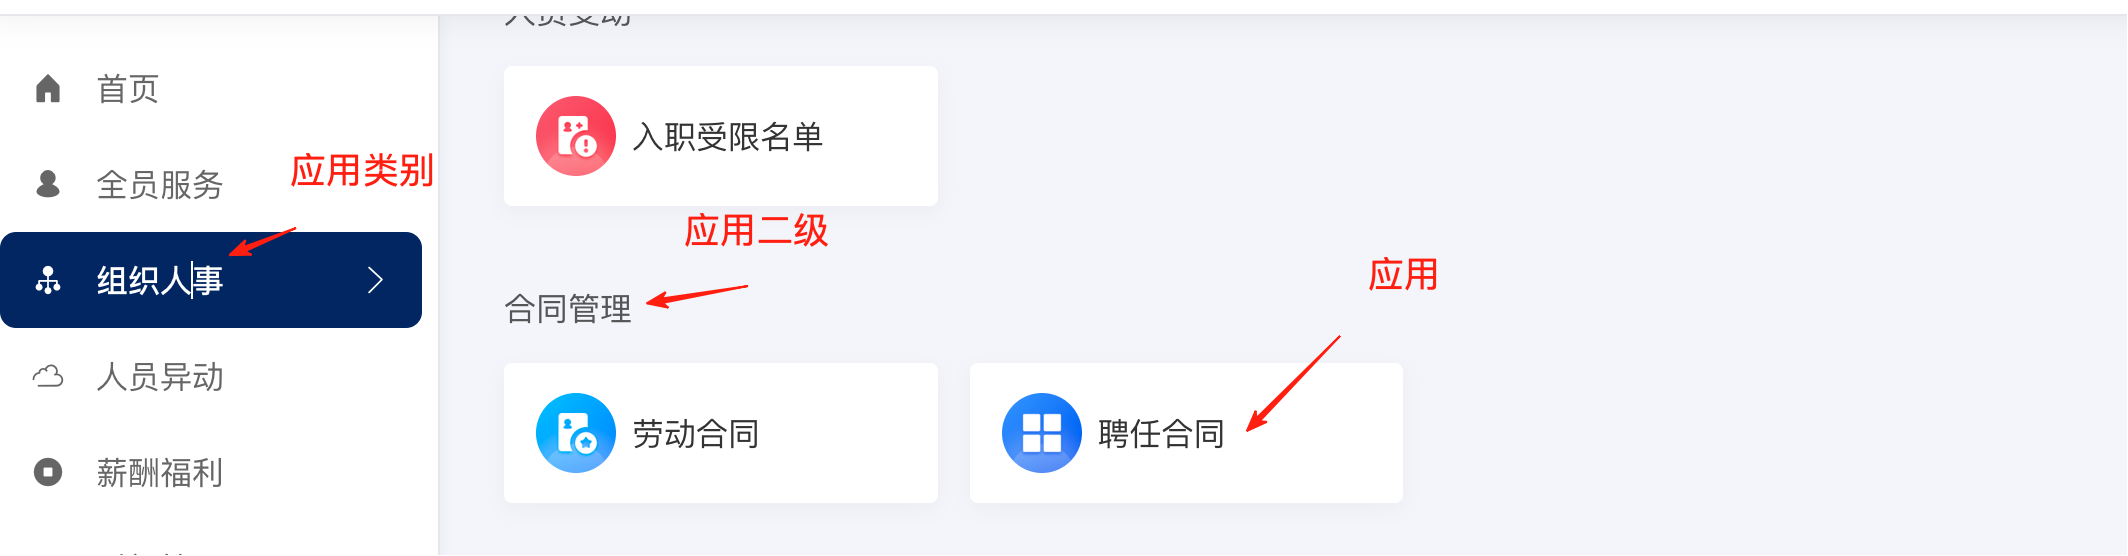 首页
全员服务
应用类别
组织人事
人员异动
薪酬福利
入职受限名单
应用二级
合同管理
应用
劳动合同
聘任合同